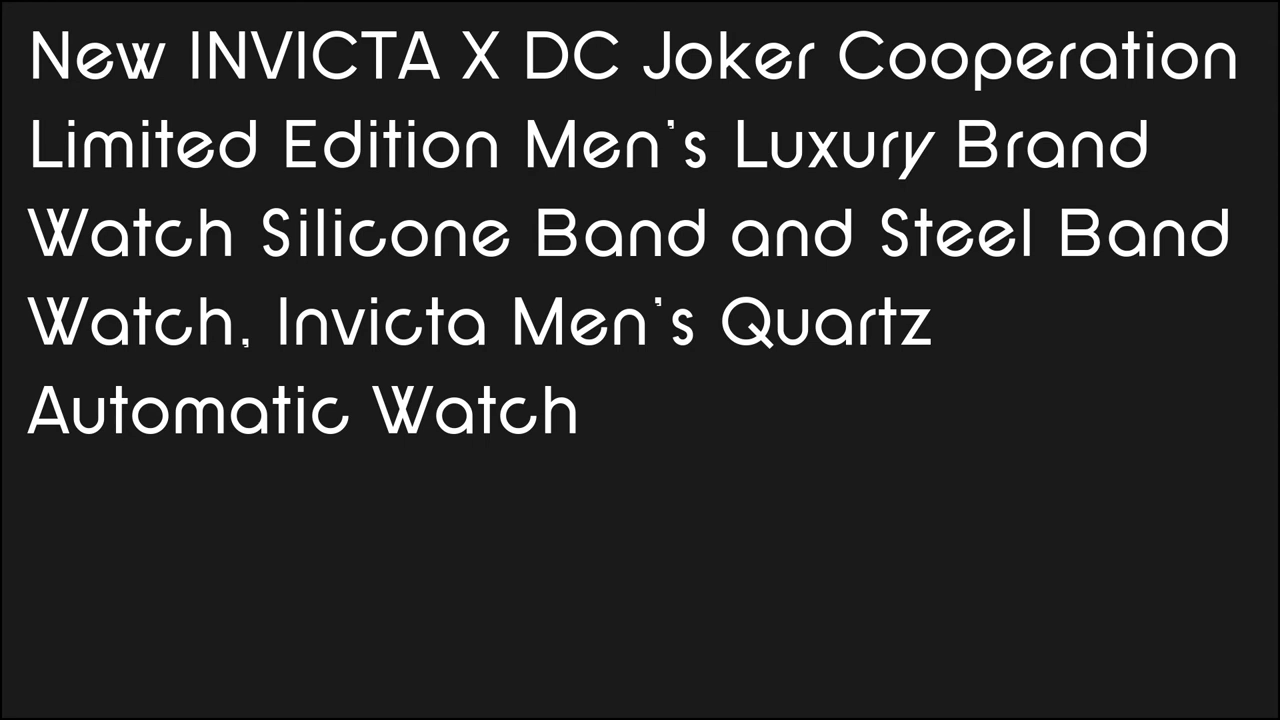 New INVICTA X DC Joker Cooperation
Limited Edition Men's Luxury Brand
Watch Silicone Band and Steel Band
Watch, Invicta Men's Quartz
Automatic Watch